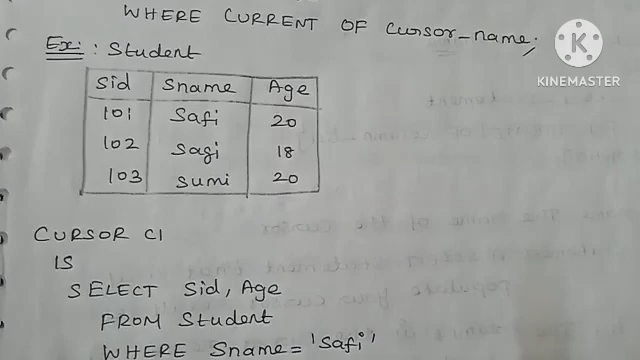 WHERE CURRENT OF cursor_name;
Ex: : Student
Sid Sname Age
101 Safi 20
102 Sagi 18
103 Sumi 20
CURSOR C1
IS
SELECT Sid, Age
FROM Student
WHERE Sname = 'Safi'
K
KINEMASTER